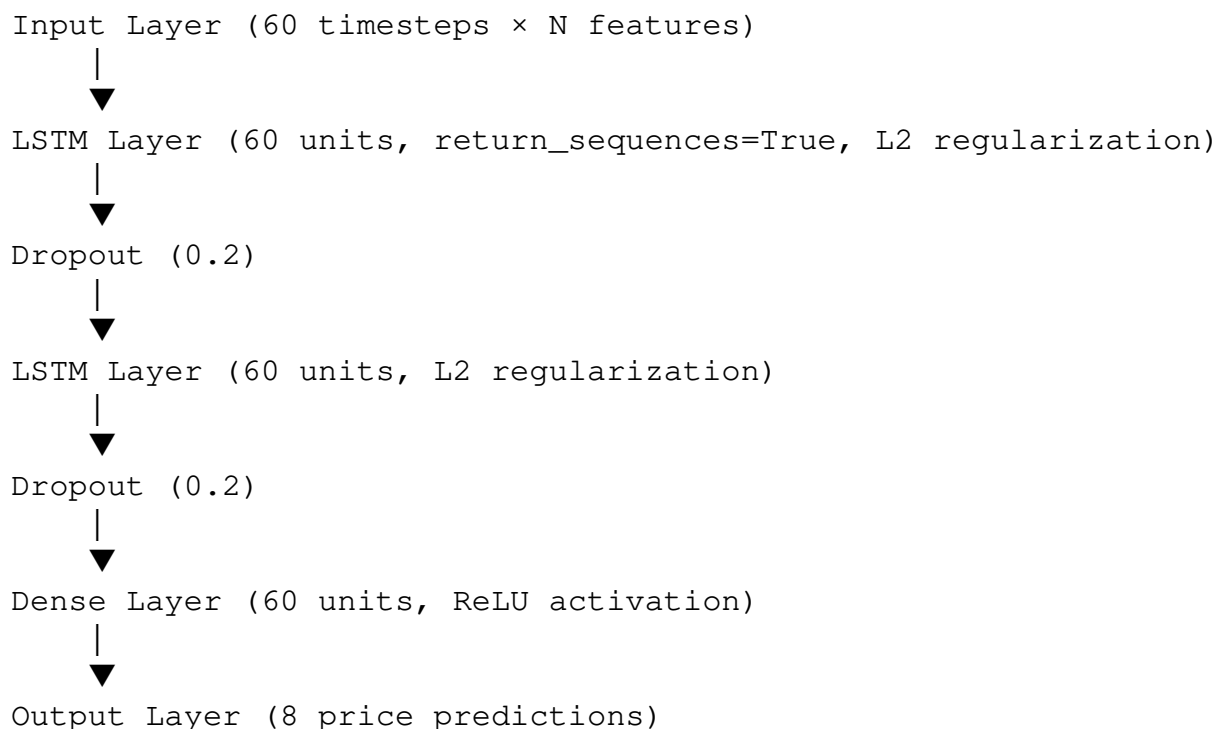 Input Layer (60 timesteps × N features)
LSTM Layer (60 units, return_sequences=True, L2 regularization)
Dropout (0.2)
LSTM Layer (60 units, L2 regularization)
Dropout (0.2)
Dense Layer (60 units, ReLU activation)
Output Layer (8 price predictions)